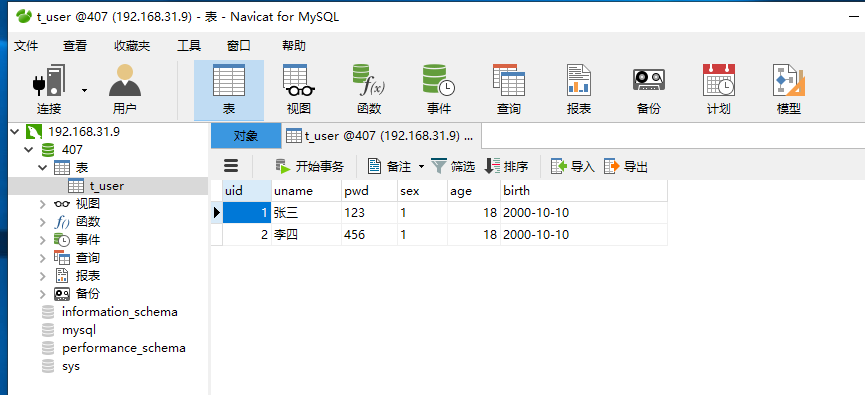 t_user @407 (192.168.31.9) - 表 - Navicat for MySQL
文件 查看 收藏夹 工具 窗口 帮助
连接 用户 表 视图 函数 事件 查询 报表 备份 计划 模型
192.168.31.9
407
表
t_user
视图
函数
事件
查询
报表
备份
information_schema
mysql
performance_schema
sys
对象 t_user @407 (192.168.31.9) ...
开始事务 备注 筛选 排序 导入 导出
uid uname pwd sex age birth
1 张三 123 1 18 2000-10-10
2 李四 456 1 18 2000-10-10